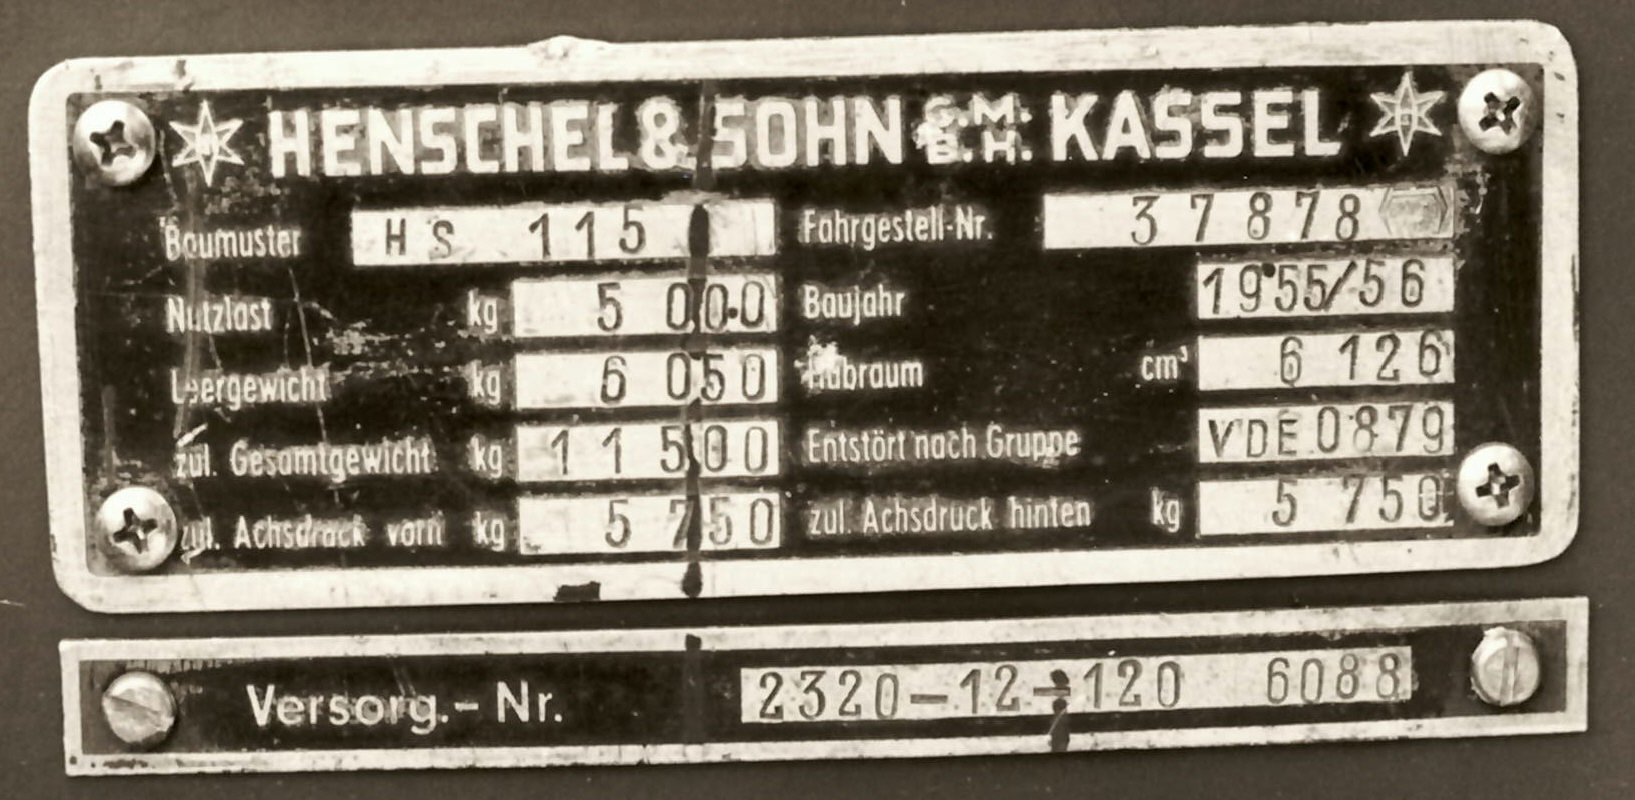 HENSCHEL & SOHN G.M.B.H. KASSEL
Baumuster HS 115 Fahrgestell-Nr. 37878
Nutzlast kg 5 000 Baujahr 1955/56
Leergewicht kg 6 050 Hubraum cm³ 6 126
zul. Gesamtgewicht kg 11500 Entstört nach Gruppe VDE 0879
zul. Achsdruck vorn kg 5 750 zul. Achsdruck hinten kg 5 750
Versorg.-Nr. 2320-12-120 6088